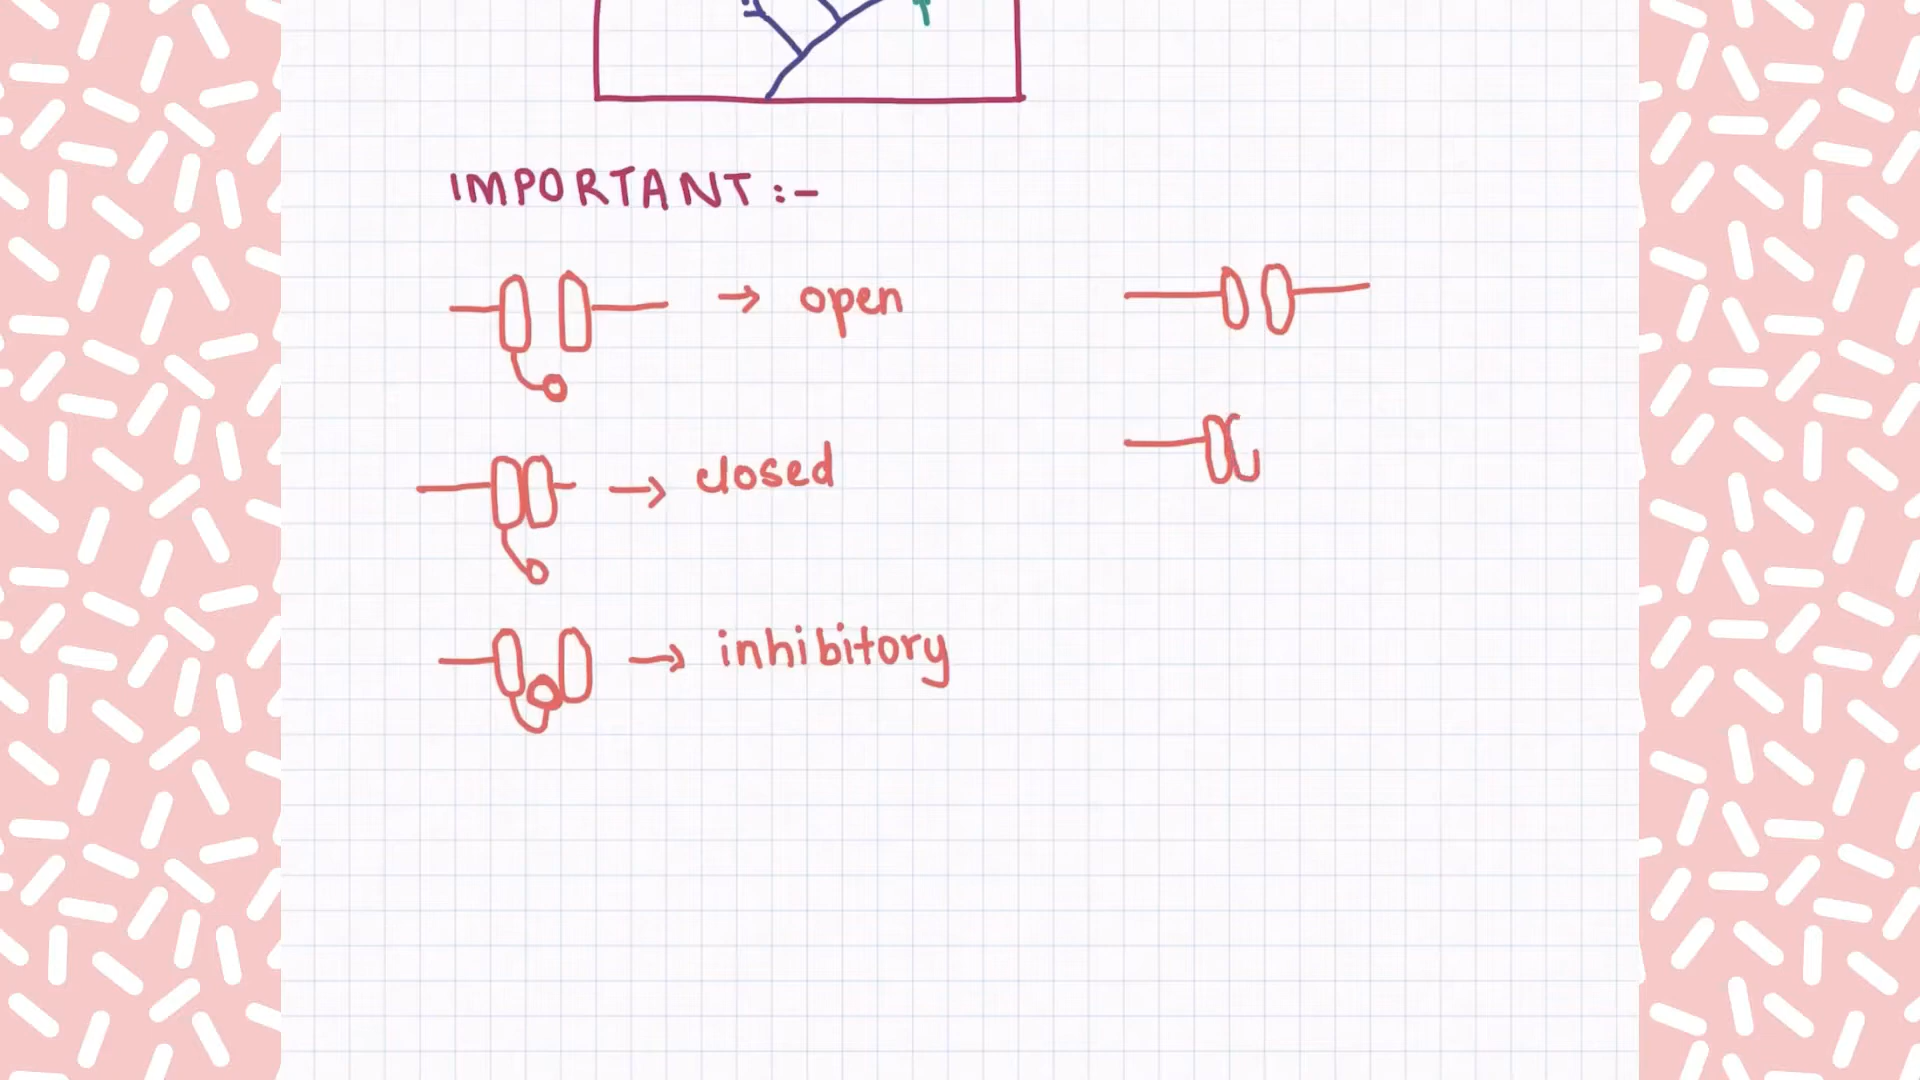 IMPORTANT :-
→ open
→ closed
→ inhibitory